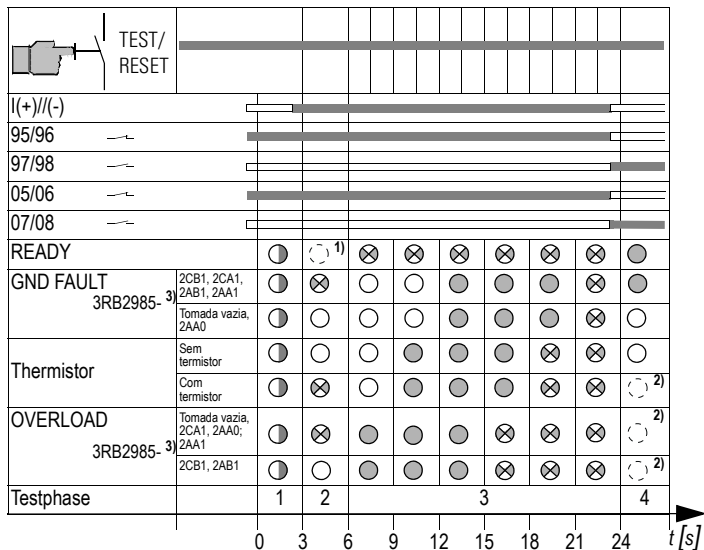 TEST/
RESET
I(+)//(-)
95/96
97/98
05/06
07/08
READY 1)
GND FAULT
3RB2985- 3)
2CB1, 2CA1,
2AB1, 2AA1
Tomada vazia,
2AA0
Thermistor
Sem
termistor
Com
termistor
2)
OVERLOAD
3RB2985- 3)
Tomada vazia,
2CA1, 2AA0;
2AA1
2)
2CB1, 2AB1
2)
Testphase 1 2 3 4
0 3 6 9 12 15 18 21 24 t [s]